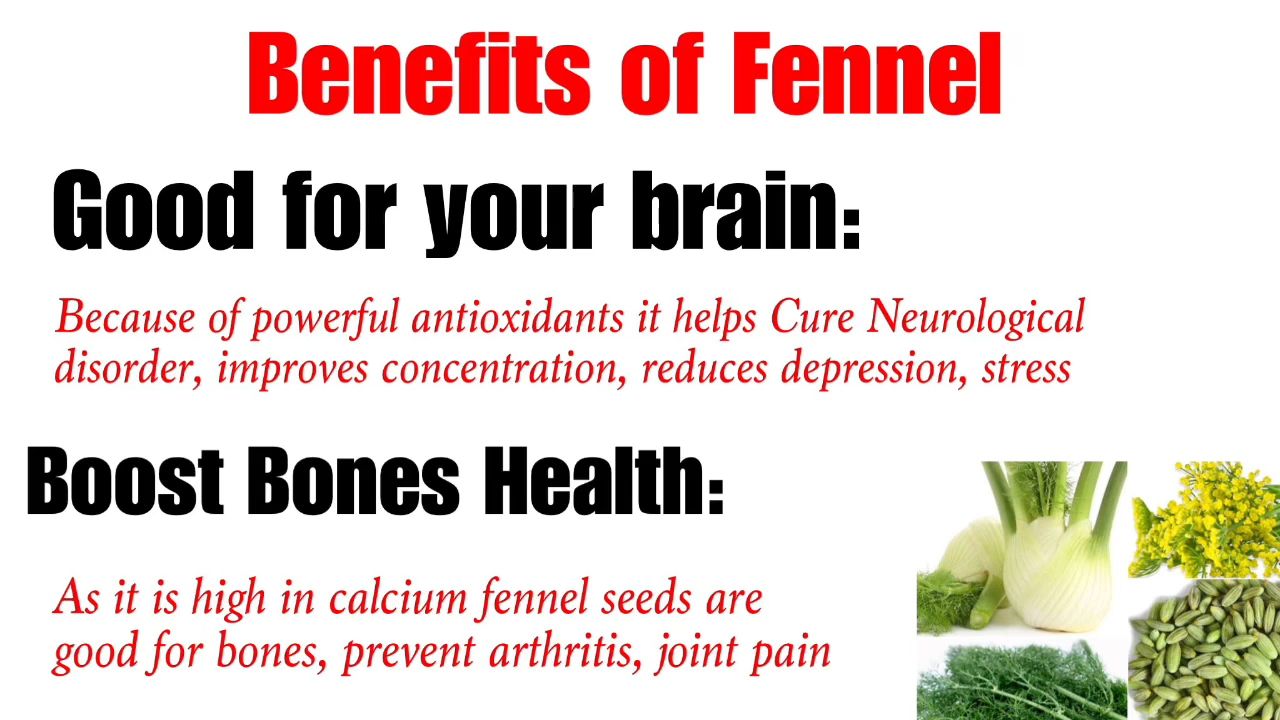 Benefits of Fennel
Good for your brain:
Because of powerful antioxidants it helps Cure Neurological
disorder, improves concentration, reduces depression, stress
Boost Bones Health:
As it is high in calcium fennel seeds are
good for bones, prevent arthritis, joint pain